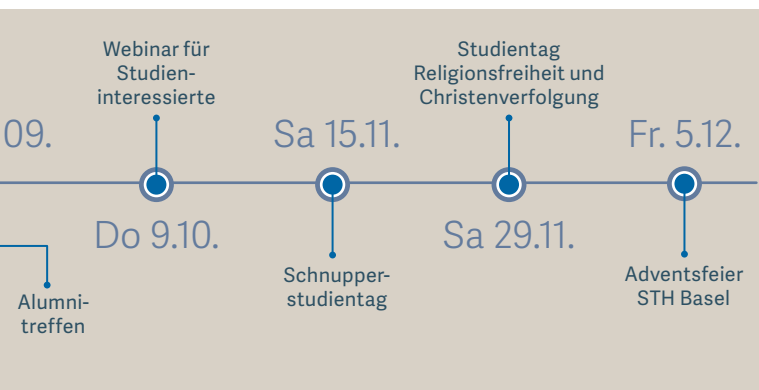 09.
Alumni-
treffen
Webinar für
Studien-
interessierte
Do 9.10.
Sa 15.11.
Schnupper-
studientag
Studientag
Religionsfreiheit und
Christenverfolgung
Sa 29.11.
Fr. 5.12.
Adventsfeier
STH Basel